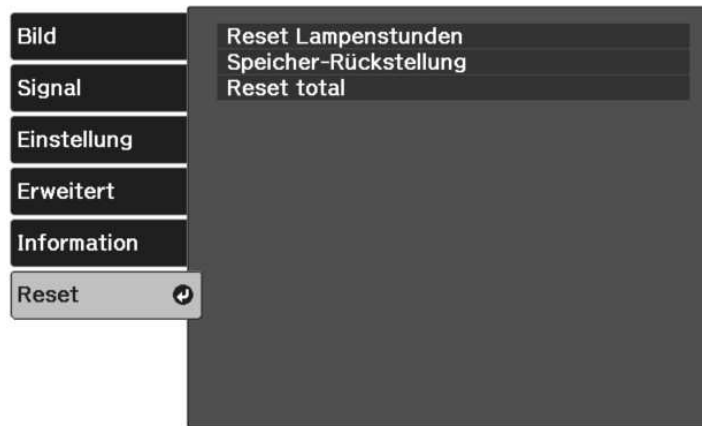 Bild
Signal
Einstellung
Erweitert
Information
Reset
Reset Lampenstunden
Speicher-Rückstellung
Reset total